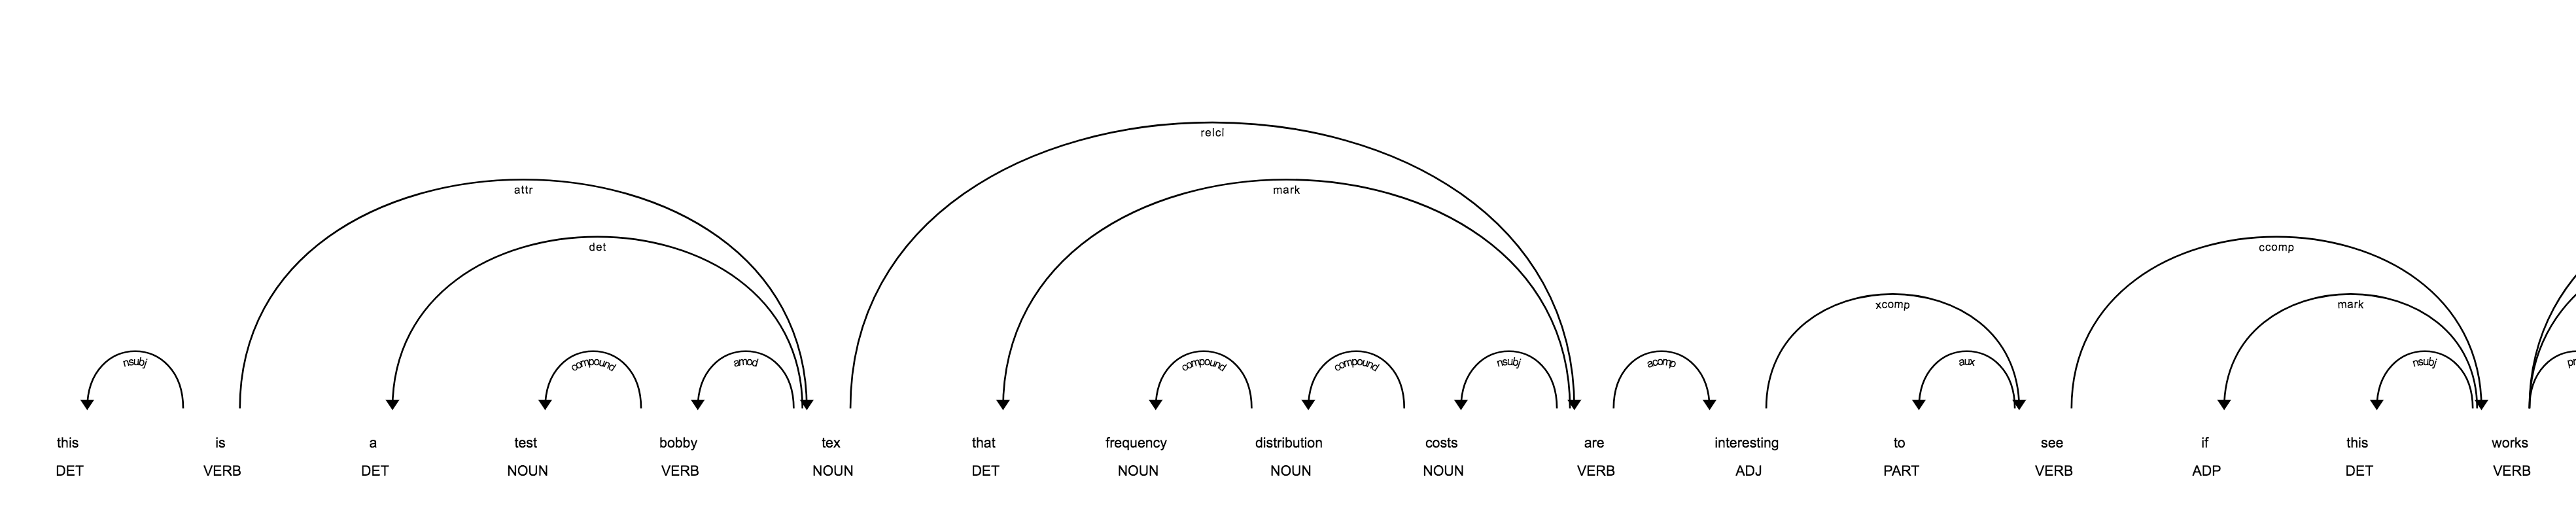 relcl
attr mark
det ccomp
xcomp mark
nsubj compound amod compound compound nsubj acomp aux nsubj
this is a test bobby tex that frequency distribution costs are interesting to see if this works
DET VERB DET NOUN VERB NOUN DET NOUN NOUN NOUN VERB ADJ PART VERB ADP DET VERB